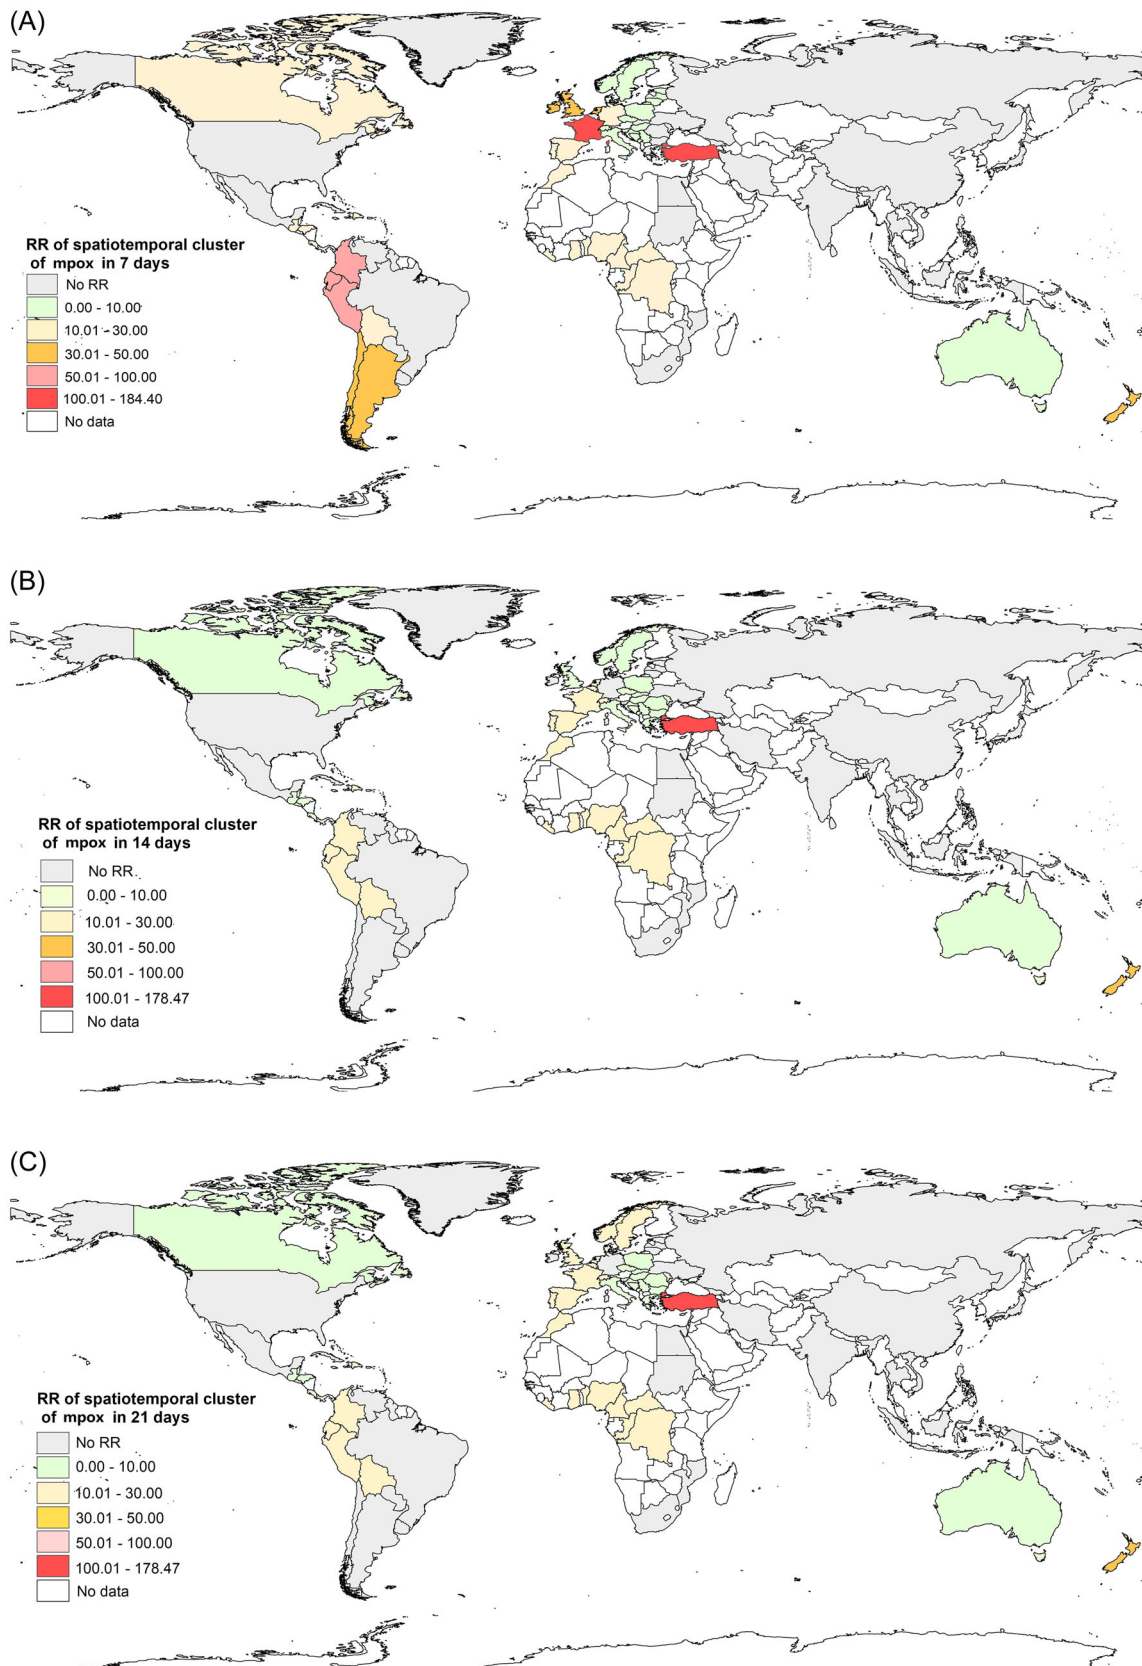 (A)
RR of spatiotemporal cluster
of mpox in 7 days
No RR
0.00 - 10.00
10.01 - 30.00
30.01 - 50.00
50.01 - 100.00
100.01 - 184.40
No data
(B)
RR of spatiotemporal cluster
of mpox in 14 days
No RR
0.00 - 10.00
10.01 - 30.00
30.01 - 50.00
50.01 - 100.00
100.01 - 178.47
No data
(C)
RR of spatiotemporal cluster
of mpox in 21 days
No RR
0.00 - 10.00
10.01 - 30.00
30.01 - 50.00
50.01 - 100.00
100.01 - 178.47
No data